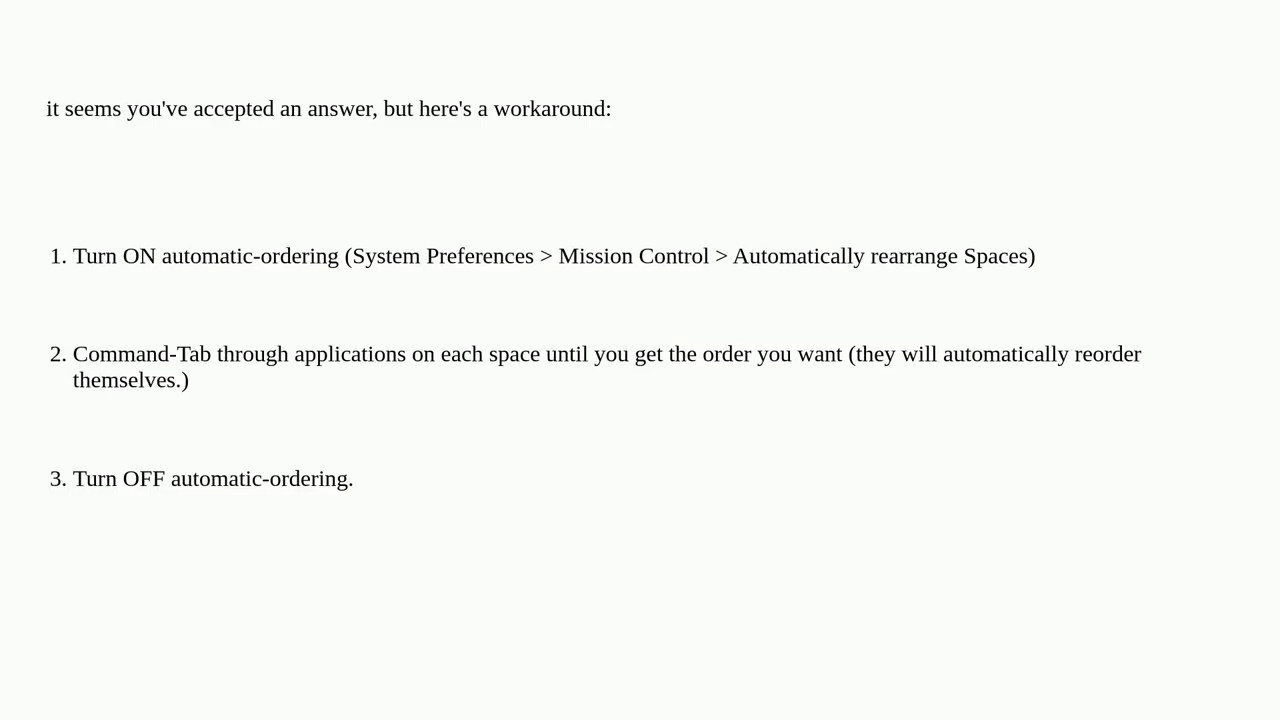 it seems you've accepted an answer, but here's a workaround:
1. Turn ON automatic-ordering (System Preferences > Mission Control > Automatically rearrange Spaces)
2. Command-Tab through applications on each space until you get the order you want (they will automatically reorder
themselves.)
3. Turn OFF automatic-ordering.